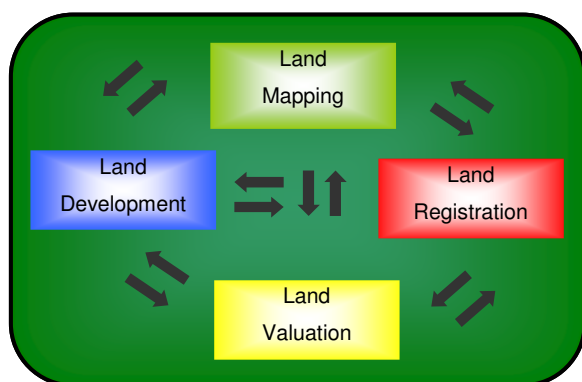 Land
Mapping
Land
Development
Land
Registration
Land
Valuation